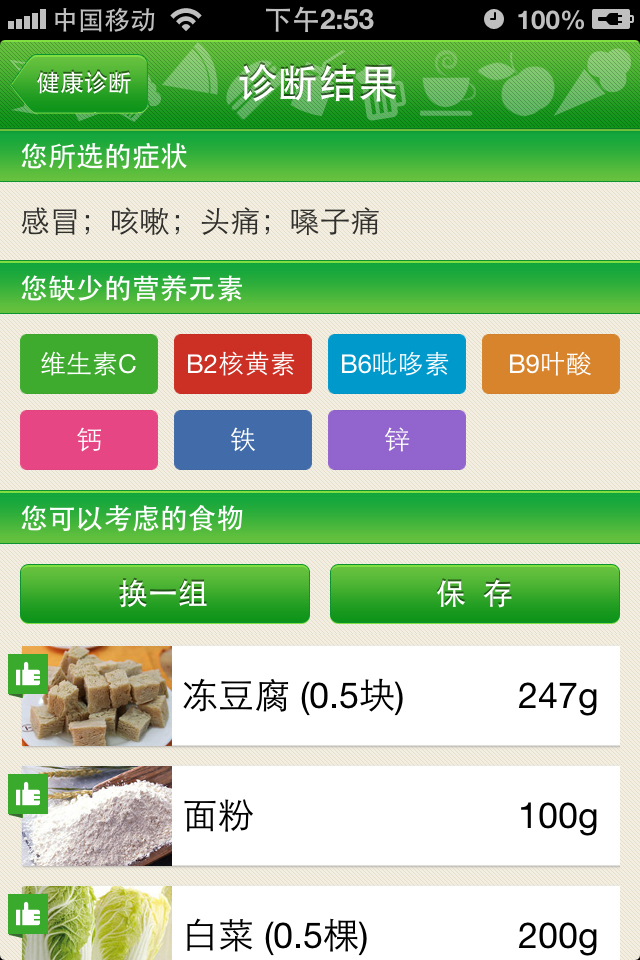 中国移动 下午2:53 100%
健康诊断 诊断结果
您所选的症状
感冒；咳嗽；头痛；嗓子痛
您缺少的营养元素
维生素C B2核黄素 B6吡哆素 B9叶酸
钙 铁 锌
您可以考虑的食物
换一组 保 存
冻豆腐 (0.5块) 247g
面粉 100g
白菜 (0.5棵) 200g